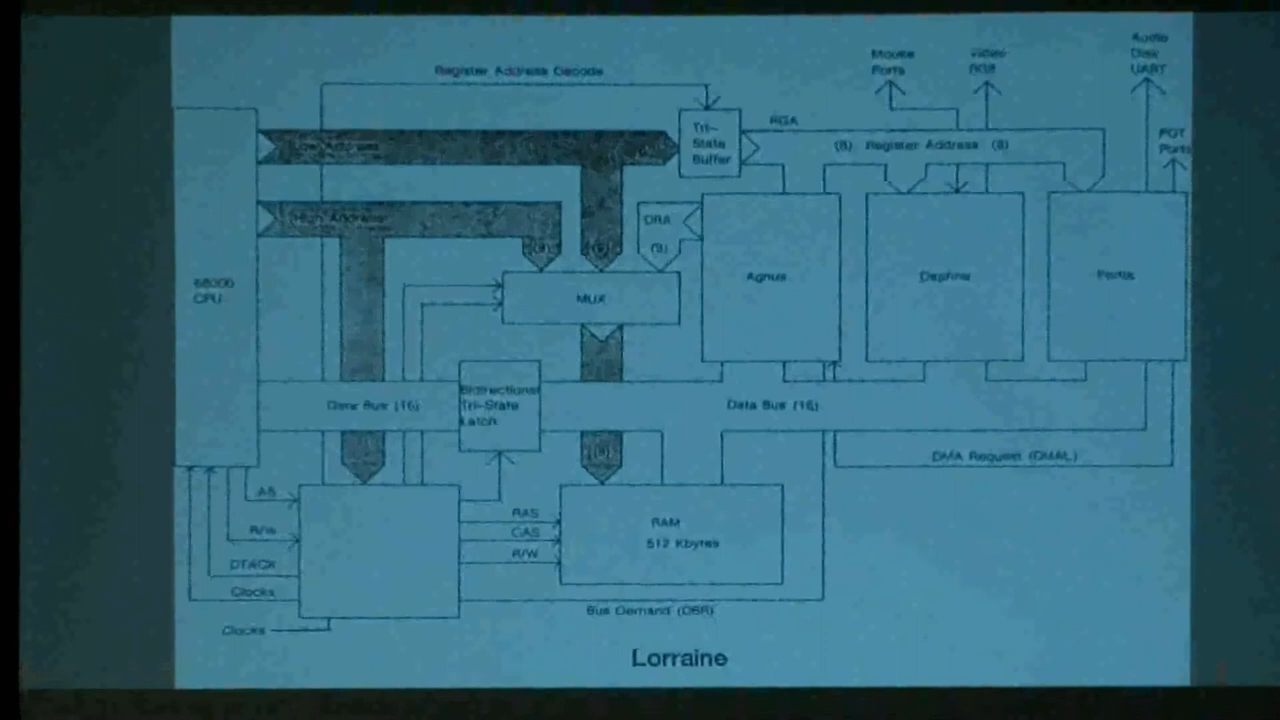 Mouse
Ports
Video
RGB
Audio
Disk
UART
Register Address Decode
Tri-
State
Buffer
RGA
(8) Register Address (8)
POT
Ports
Low Address
High Address
DRA
(9)
68000
CPU
MUX
Agnus
Daphne
Portia
Bidirectional
Tri-State
Latch
Data Bus (16)
Data Bus (16)
DMA Request (DMAL)
AS
R/W
DTACK
Clocks
Clocks
RAS
CAS
R/W
RAM
512 Kbytes
Bus Demand (DBR)
Lorraine